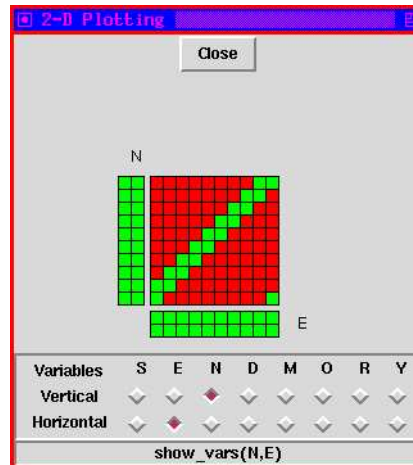 2-D Plotting
Close
N
E
Variables S E N D M O R Y
Vertical
Horizontal
show_vars(N,E)